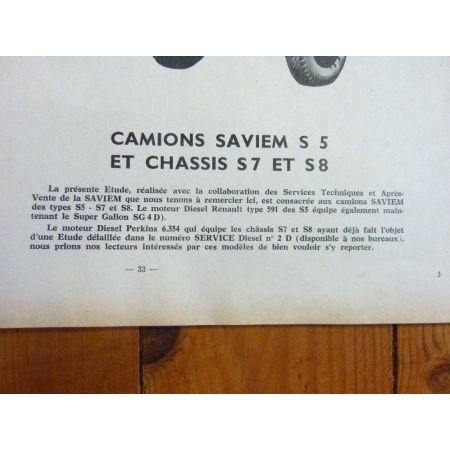 CAMIONS SAVIEM S 5
ET CHASSIS S 7 ET S 8
La présente Etude, réalisée avec la collaboration des Services Techniques et Après-
Vente de la SAVIEM que nous tenons à remercier ici, est consacrée aux camions SAVIEM
des types S5 - S7 et S8. Le moteur Diesel Renault type 591 des S5 équipe également main-
tenant le Super Galion SG 4 D).
Le moteur Diesel Perkins 6.354 qui équipe les châssis S7 et S8 ayant déjà fait l'objet
d'une Etude détaillée dans le numéro SERVICE Diesel n° 2 D (disponible à nos bureaux),
nous prions nos lecteurs intéressés par ces modèles de bien vouloir s'y reporter.
— 33 —
3